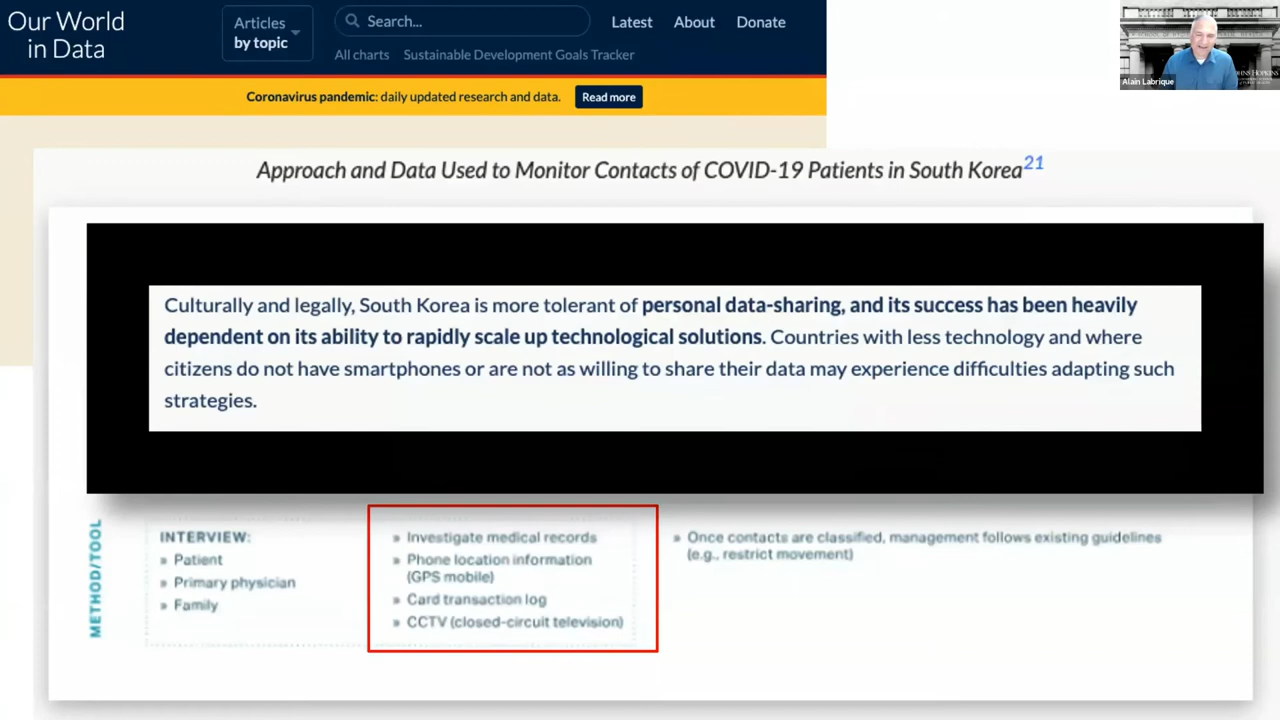 Our World
in Data
Articles
by topic
Search...
Latest
About
Donate
All charts
Sustainable Development Goals Tracker
Coronavirus pandemic: daily updated research and data.
Read more
Alain Labrique
Approach and Data Used to Monitor Contacts of COVID-19 Patients in South Korea21
Culturally and legally, South Korea is more tolerant of personal data-sharing, and its success has been heavily
dependent on its ability to rapidly scale up technological solutions. Countries with less technology and where
citizens do not have smartphones or are not as willing to share their data may experience difficulties adapting such
strategies.
METHOD/TOOL
INTERVIEW:
» Patient
» Primary physician
» Family
» Investigate medical records
» Phone location information
(GPS mobile)
» Card transaction log
» CCTV (closed-circuit television)
» Once contacts are classified, management follows existing guidelines
(e.g., restrict movement)